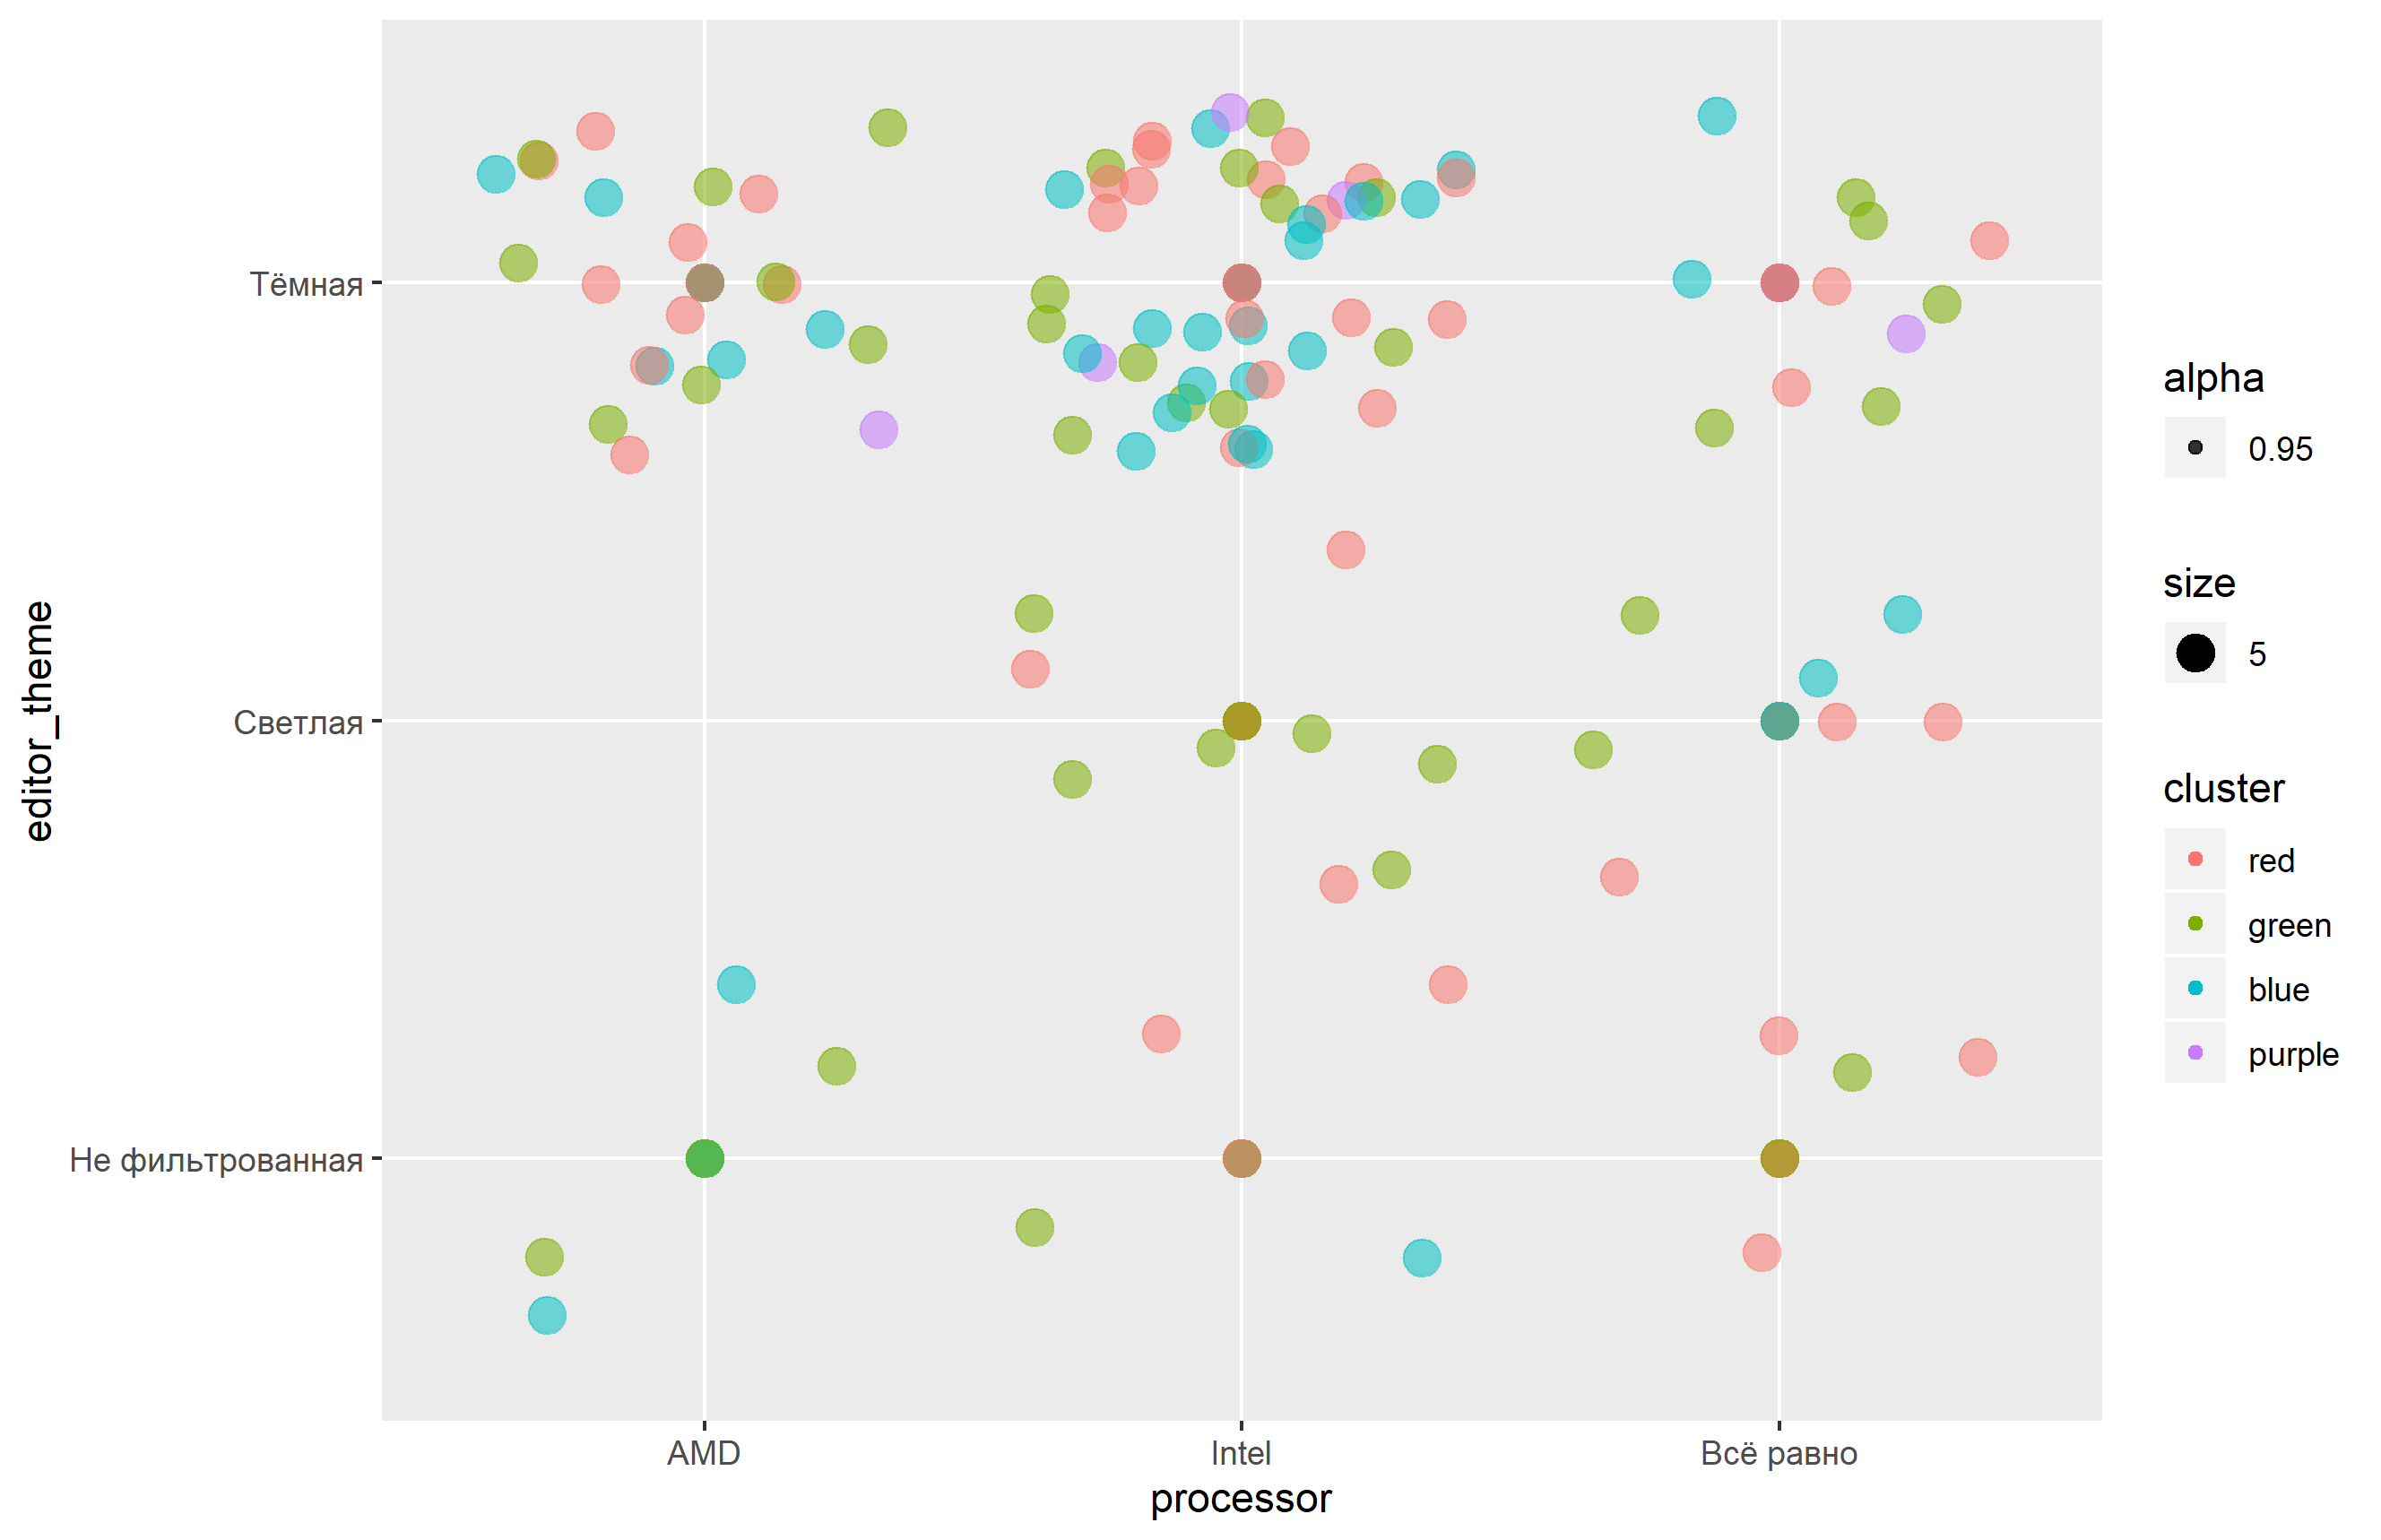 editor_theme
Тёмная
Светлая
Не фильтрованная
AMD
Intel
Всё равно
processor
alpha
0.95
size
5
cluster
red
green
blue
purple